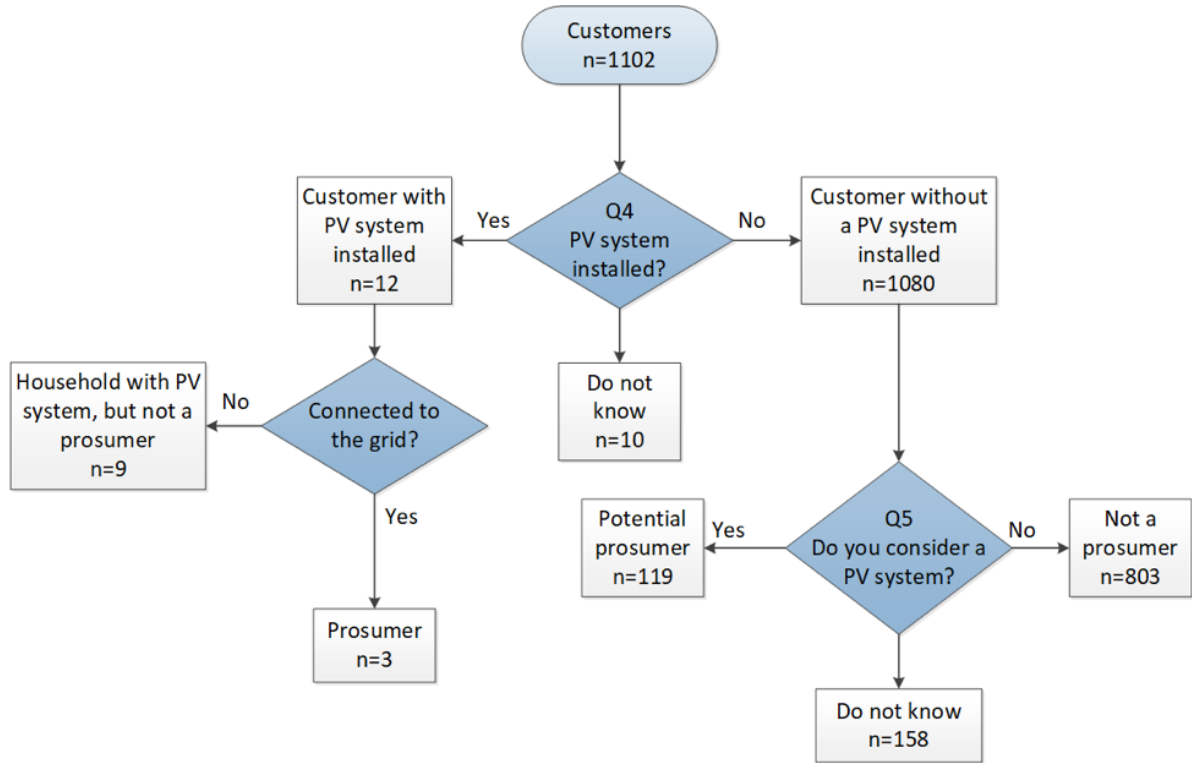 Customers
n=1102
Customer with
PV system
installed
n=12
Yes
Q4
PV system
installed?
No
Customer without
a PV system
installed
n=1080
Household with PV
system, but not a
prosumer
n=9
No
Connected to
the grid?
Do not
know
n=10
Yes
Prosumer
n=3
Potential
prosumer
n=119
Yes
Q5
Do you consider a
PV system?
No
Not a
prosumer
n=803
Do not know
n=158